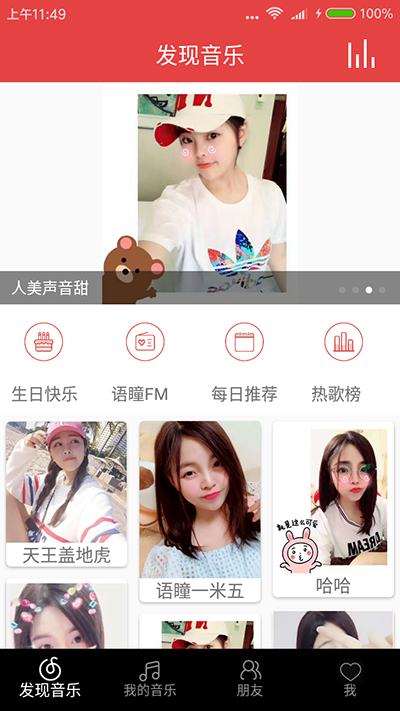 上午11:49
100%
发现音乐
人美声音甜
生日快乐
语瞳FM
每日推荐
热歌榜
就是这么可爱
天王盖地虎
语瞳一米五
哈哈
发现音乐
我的音乐
朋友
我